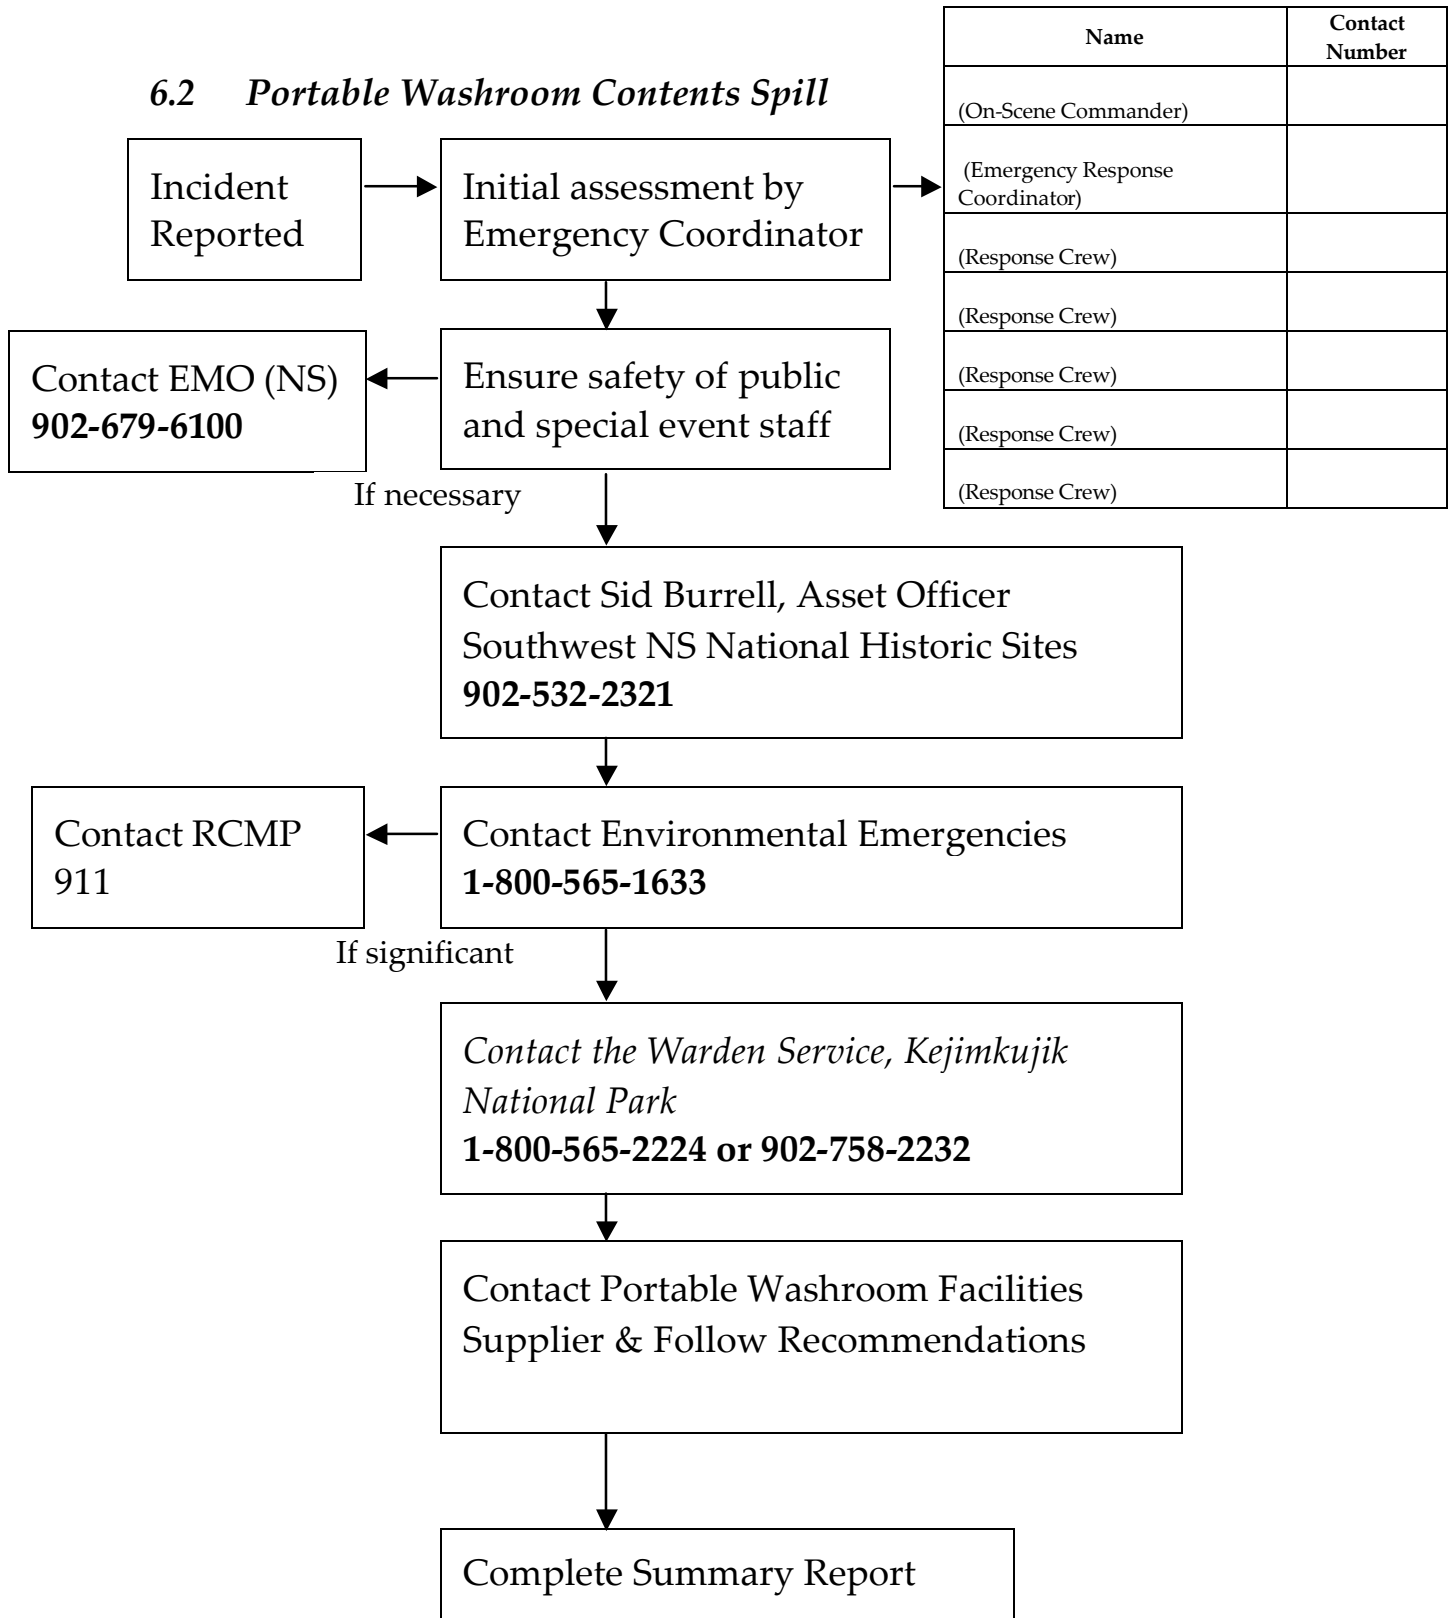 6.2 Portable Washroom Contents Spill
Name
Contact
Number
(On-Scene Commander)
(Emergency Response
Coordinator)
(Response Crew)
(Response Crew)
(Response Crew)
(Response Crew)
(Response Crew)
Incident
Reported
Initial assessment by
Emergency Coordinator
Contact EMO (NS)
902-679-6100
Ensure safety of public
and special event staff
If necessary
Contact Sid Burrell, Asset Officer
Southwest NS National Historic Sites
902-532-2321
Contact RCMP
911
Contact Environmental Emergencies
1-800-565-1633
If significant
Contact the Warden Service, Kejimkujik
National Park
1-800-565-2224 or 902-758-2232
Contact Portable Washroom Facilities
Supplier & Follow Recommendations
Complete Summary Report